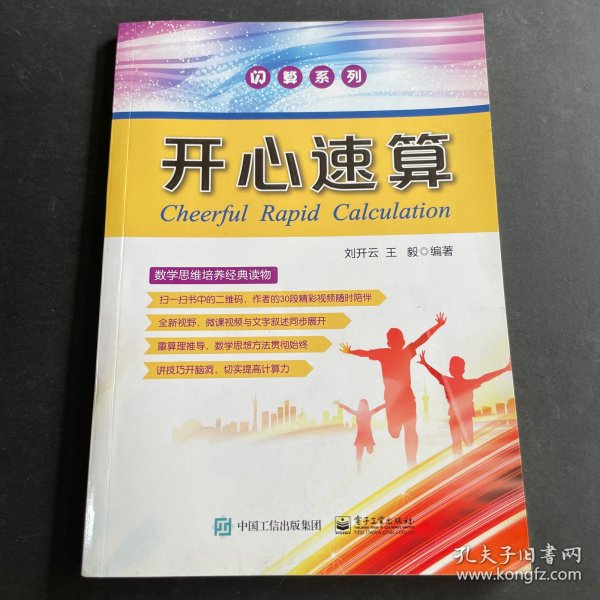 闪算系列
开心速算
Cheerful Rapid Calculation
刘开云 王 毅◎编著
数学思维培养经典读物
扫一扫书中的二维码，作者的30段精彩视频随时陪伴
全新视野，微课视频与文字叙述同步展开
重算理推导，数学思想方法贯彻始终
讲技巧开脑洞，切实提高计算力
中国工信出版集团
电子工业出版社
孔夫子旧书网
www.kongfz.com